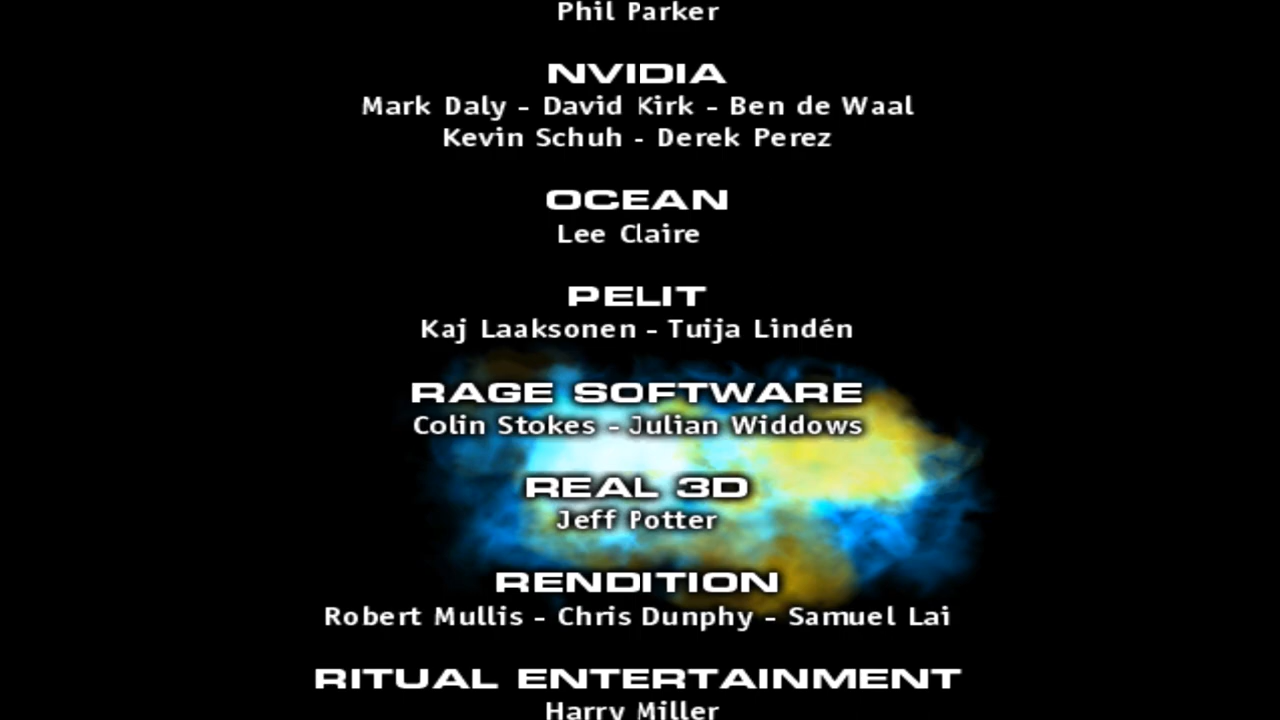 Phil Parker
NVIDIA
Mark Daly - David Kirk - Ben de Waal
Kevin Schuh - Derek Perez
OCEAN
Lee Claire
PELIT
Kaj Laaksonen - Tuija Lindén
RAGE SOFTWARE
Colin Stokes - Julian Widdows
REAL 3D
Jeff Potter
RENDITION
Robert Mullis - Chris Dunphy - Samuel Lai
RITUAL ENTERTAINMENT
Harry Miller